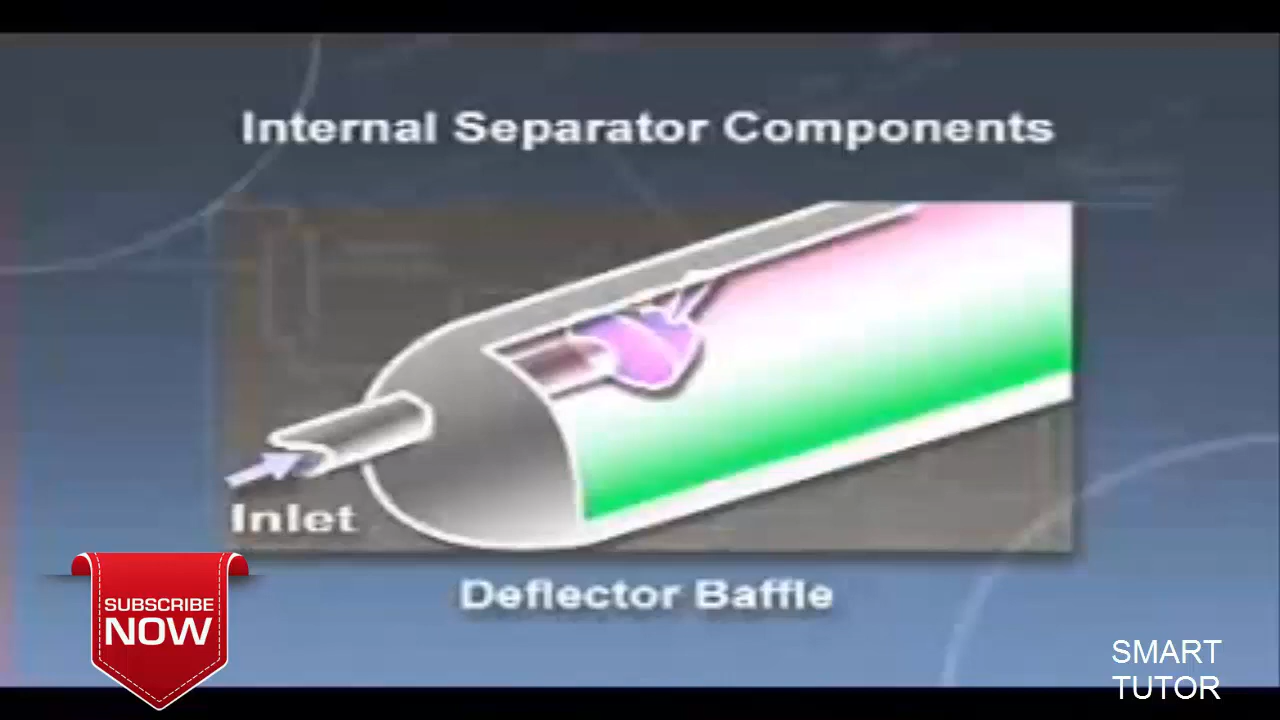 Internal Separator Components
Inlet
Deflector Baffle
SUBSCRIBE
NOW
SMART
TUTOR